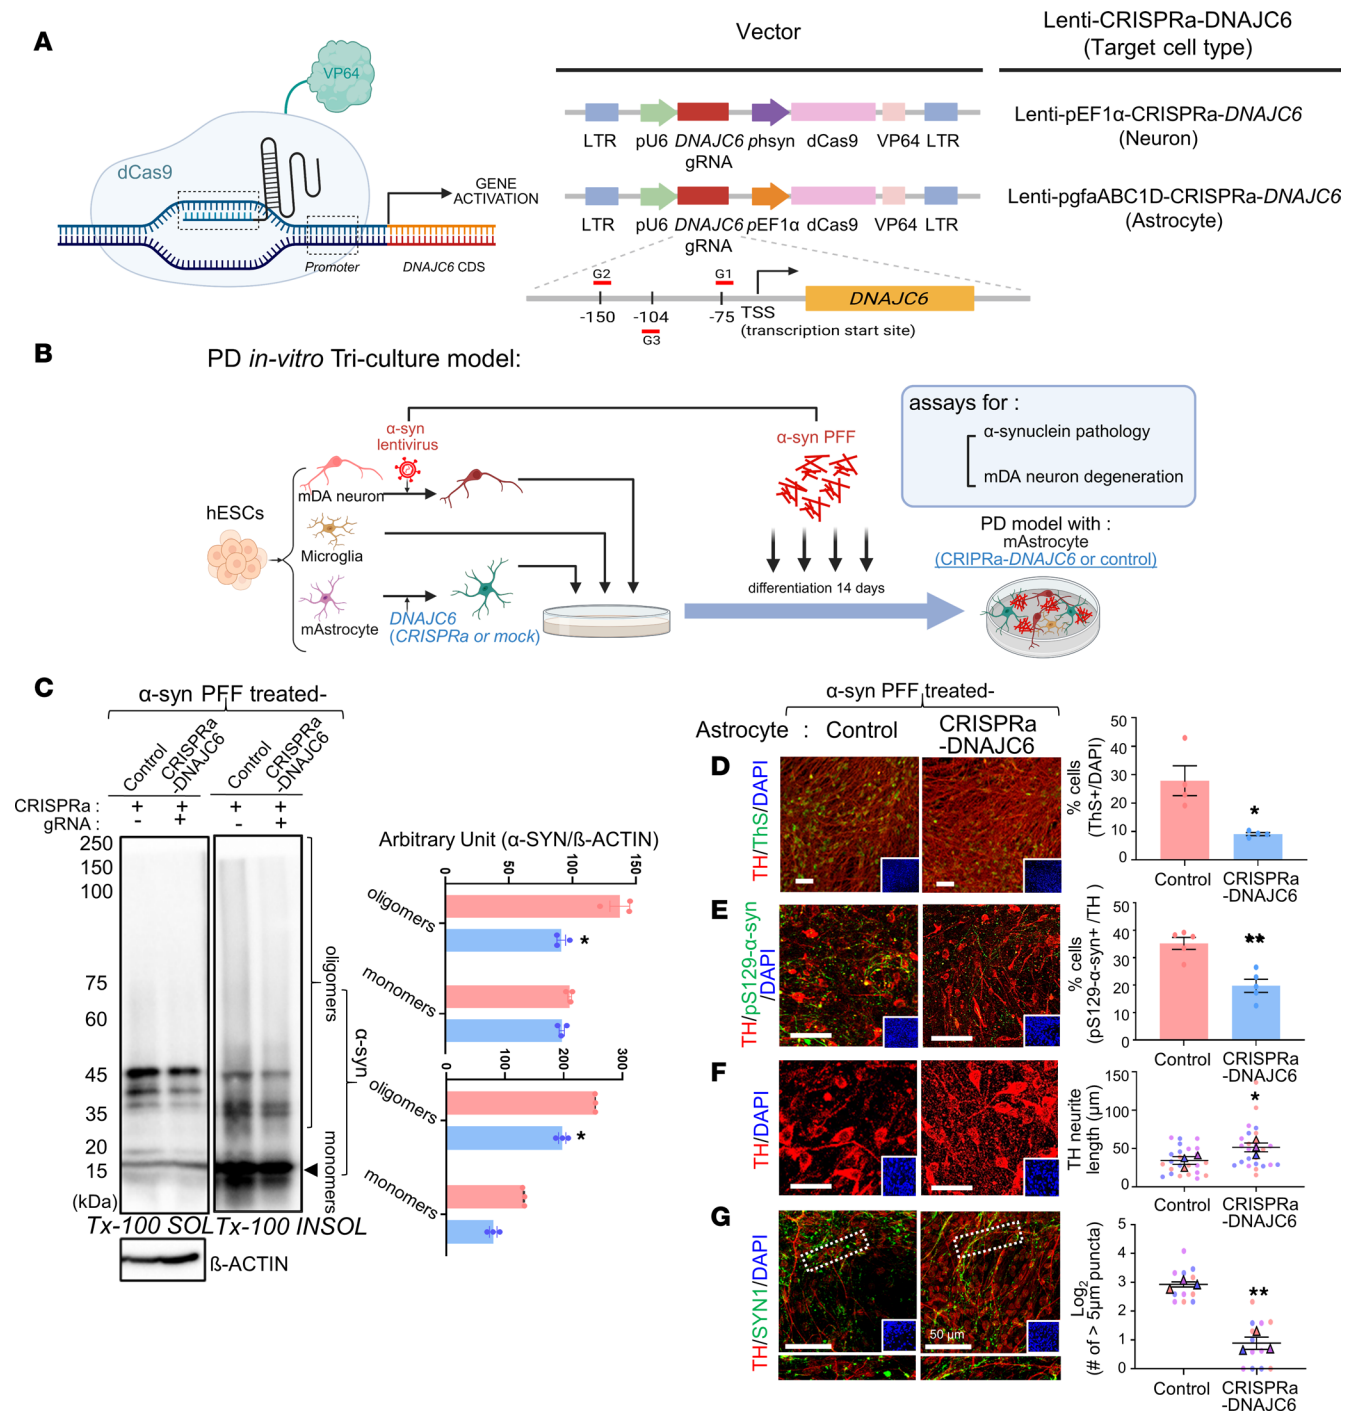 A
VP64
dCas9
GENE
ACTIVATION
Promoter
DNAJC6 CDS
Vector
Lenti-CRISPRa-DNAJC6
(Target cell type)
LTR
pU6
DNAJC6
gRNA
phsyn
dCas9
VP64
LTR
Lenti-pEF1α-CRISPRa-DNAJC6
(Neuron)
LTR
pU6
DNAJC6
gRNA
pEF1α
dCas9
VP64
LTR
Lenti-pgfaABC1D-CRISPRa-DNAJC6
(Astrocyte)
G2
G1
-150
-104
-75
TSS
(transcription start site)
G3
DNAJC6
B
PD in-vitro Tri-culture model:
hESCs
mDA neuron
Microglia
mAstrocyte
α-syn
lentivirus
DNAJC6
(CRISPRa or mock)
α-syn PFF
differentiation 14 days
assays for :
α-synuclein pathology
mDA neuron degeneration
PD model with :
mAstrocyte
(CRIPRa-DNAJC6 or control)
C
α-syn PFF treated-
Control
CRISPRa
-DNAJC6
Control
CRISPRa
-DNAJC6
CRISPRa : + + + +
gRNA : - + - +
250
150
100
75
60
45
35
20
15
(kDa)
oligomers
α-syn
monomers
Tx-100 SOL
Tx-100 INSOL
ß-ACTIN
Arbitrary Unit (α-SYN/ß-ACTIN)
0 50 100 150
oligomers
*
monomers
0 100 200 300
oligomers
*
monomers
α-syn PFF treated-
Astrocyte : Control
CRISPRa
-DNAJC6
D
TH/ThS/DAPI
% cells
(ThS+/DAPI)
50
40
30
20
10
0
*
Control
CRISPRa
-DNAJC6
E
TH/pS129-α-syn
/DAPI
% cells
(pS129-α-syn+ /TH)
50
40
30
20
10
0
**
Control
CRISPRa
-DNAJC6
F
TH/DAPI
TH neurite
length (µm)
150
100
50
0
*
Control
CRISPRa
-DNAJC6
G
TH/SYN1/DAPI
50 µm
Log2
(# of > 5µm puncta)
5
4
3
2
1
0
**
Control
CRISPRa
-DNAJC6